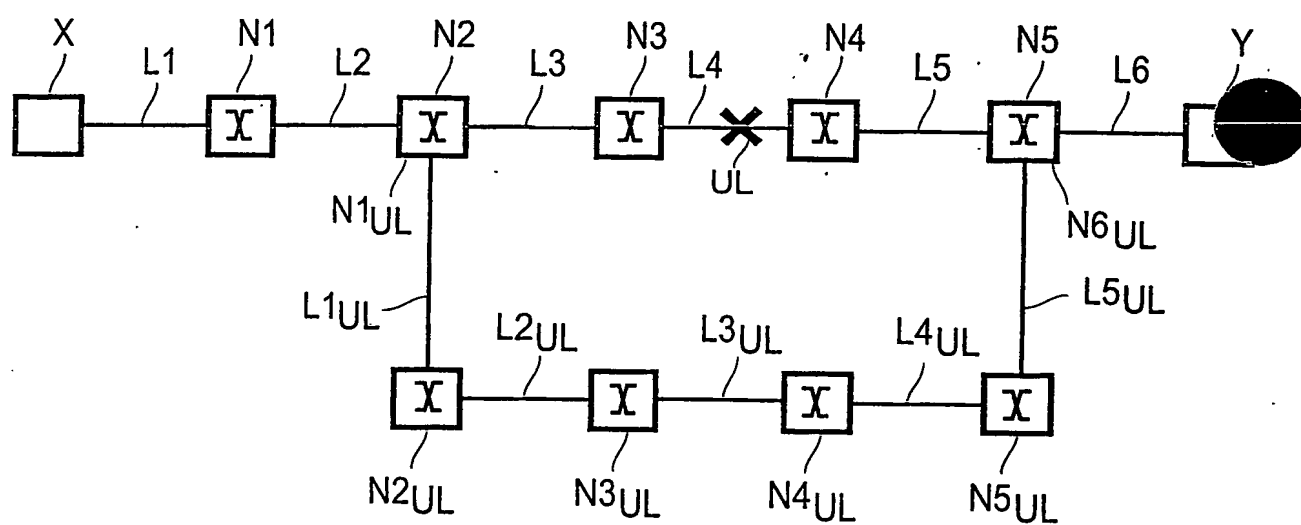 X N1 N2 N3 N4 N5 Y
L1 L2 L3 L4 L5 L6
UL
N1UL N6UL
L1UL L5UL
L2UL L3UL L4UL
N2UL N3UL N4UL N5UL